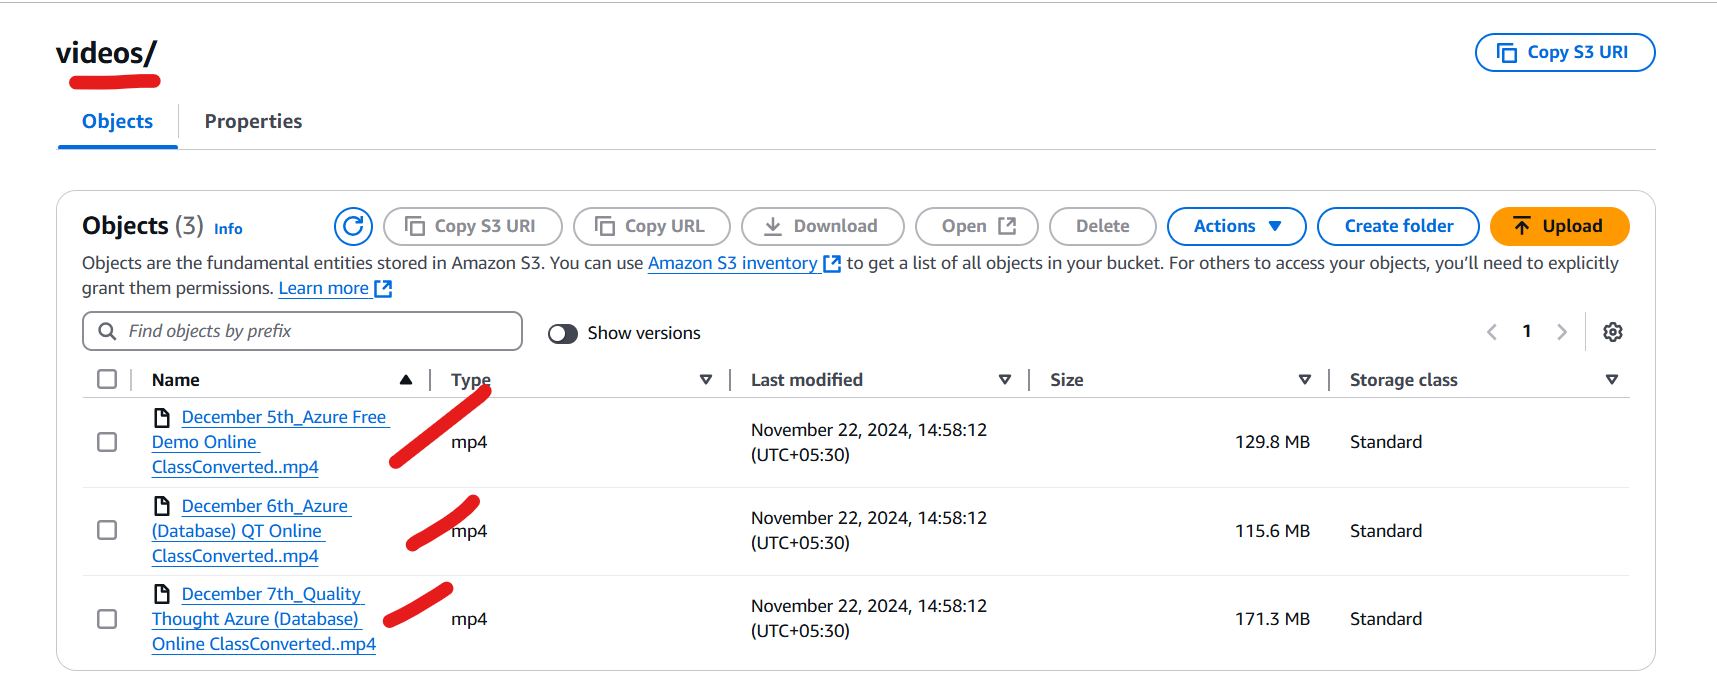 videos/
Copy S3 URI
Objects
Properties
Objects (3) Info
Copy S3 URI
Copy URL
Download
Open
Delete
Actions
Create folder
Upload
Objects are the fundamental entities stored in Amazon S3. You can use Amazon S3 inventory to get a list of all objects in your bucket. For others to access your objects, you’ll need to explicitly
grant them permissions. Learn more
Find objects by prefix
Show versions
1
Name
Type
Last modified
Size
Storage class
December 5th_Azure Free
Demo Online
ClassConverted..mp4
mp4
November 22, 2024, 14:58:12
(UTC+05:30)
129.8 MB
Standard
December 6th_Azure
(Database) QT Online
ClassConverted..mp4
mp4
November 22, 2024, 14:58:12
(UTC+05:30)
115.6 MB
Standard
December 7th_Quality
Thought Azure (Database)
Online ClassConverted..mp4
mp4
November 22, 2024, 14:58:12
(UTC+05:30)
171.3 MB
Standard